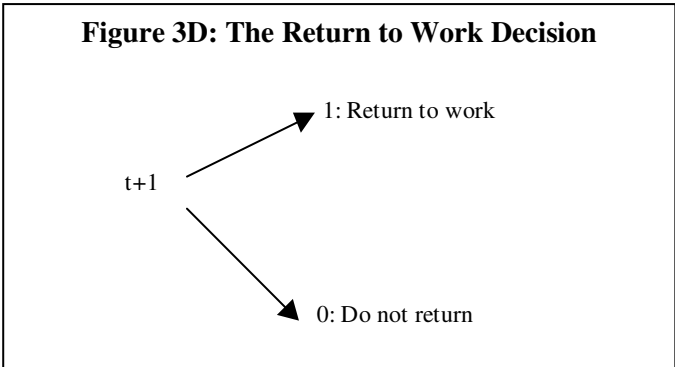 Figure 3D: The Return to Work Decision
1: Return to work
t+1
0: Do not return